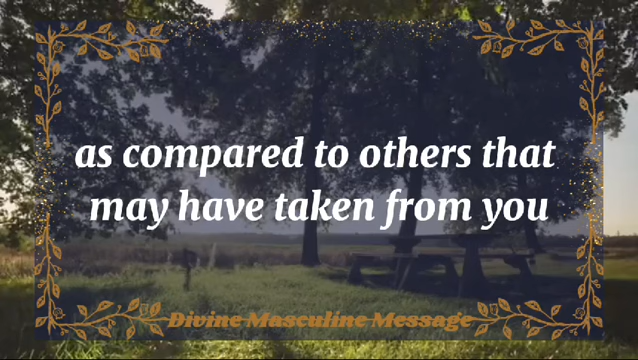 as compared to others that
may have taken from you
Divine Masculine Message